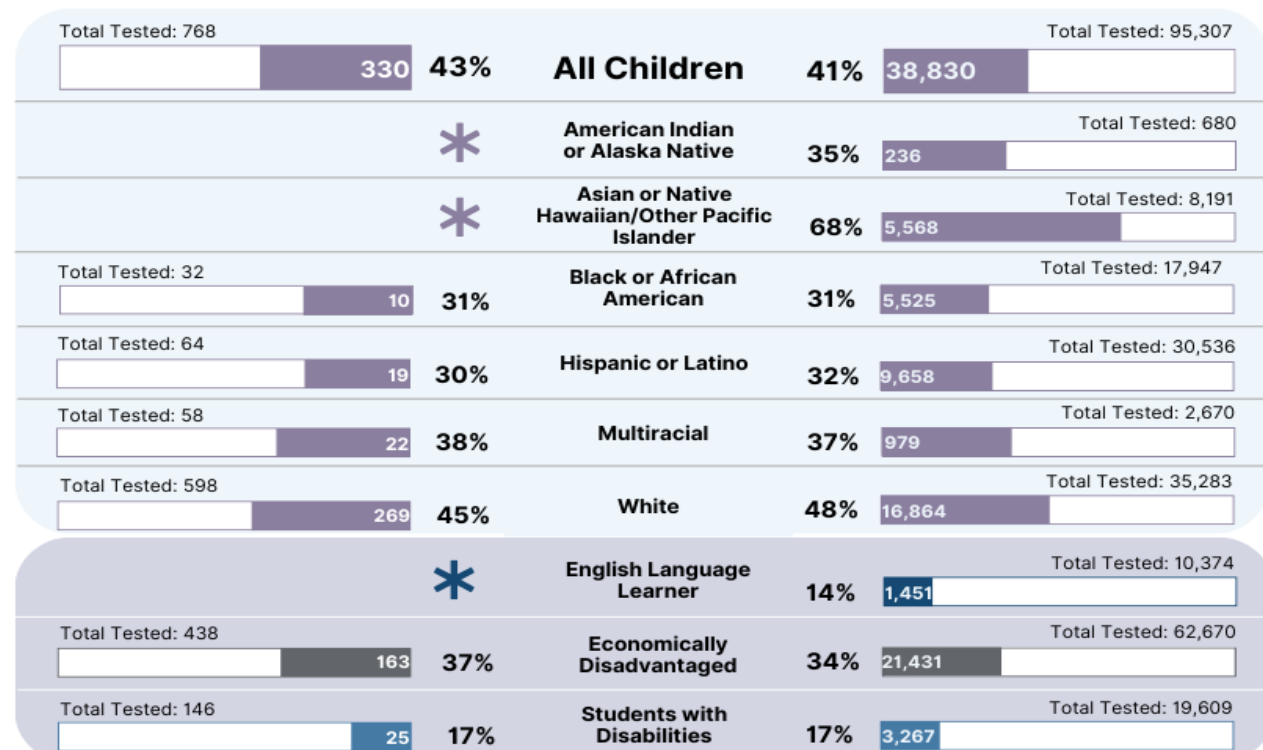 Total Tested: 768
Total Tested: 95,307
330 43% All Children 41% 38,830
American Indian
or Alaska Native
Total Tested: 680
* 35% 236
Asian or Native
Hawaiian/Other Pacific
Islander
Total Tested: 8,191
* 68% 5,568
Total Tested: 32
Black or African
American
Total Tested: 17,947
10 31% 31% 5,525
Total Tested: 64
Hispanic or Latino
Total Tested: 30,536
19 30% 32% 9,658
Total Tested: 58
Multiracial
Total Tested: 2,670
22 38% 37% 979
Total Tested: 598
White
Total Tested: 35,283
269 45% 48% 16,864
English Language
Learner
Total Tested: 10,374
* 14% 1,451
Total Tested: 438
Economically
Disadvantaged
Total Tested: 62,670
163 37% 34% 21,431
Total Tested: 146
Students with
Disabilities
Total Tested: 19,609
25 17% 17% 3,267